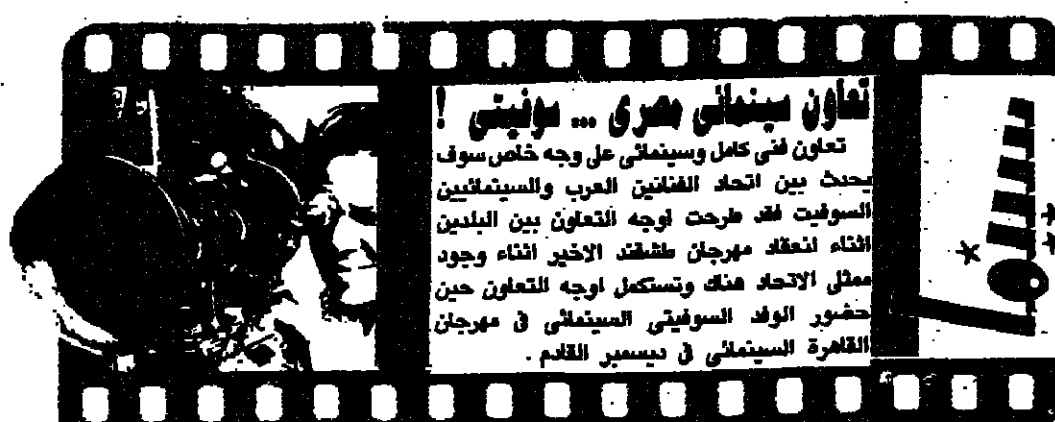 تعاون سينمائى مصرى ... سوفيتى !
تعاون فنى كامل وسينمائى على وجه خاص سوف
يحدث بين اتحاد الفنانين العرب والسينمائيين
السوفيت فقد طرحت اوجه التعاون بين البلدين
اثناء انعقاد مهرجان طشقند الاخير اثناء وجود
ممثلى الاتحاد هناك وتستكمل اوجه التعاون حين
حضور الوفد السوفيتى السينمائى فى مهرجان
القاهرة السينمائى فى ديسمبر القادم .